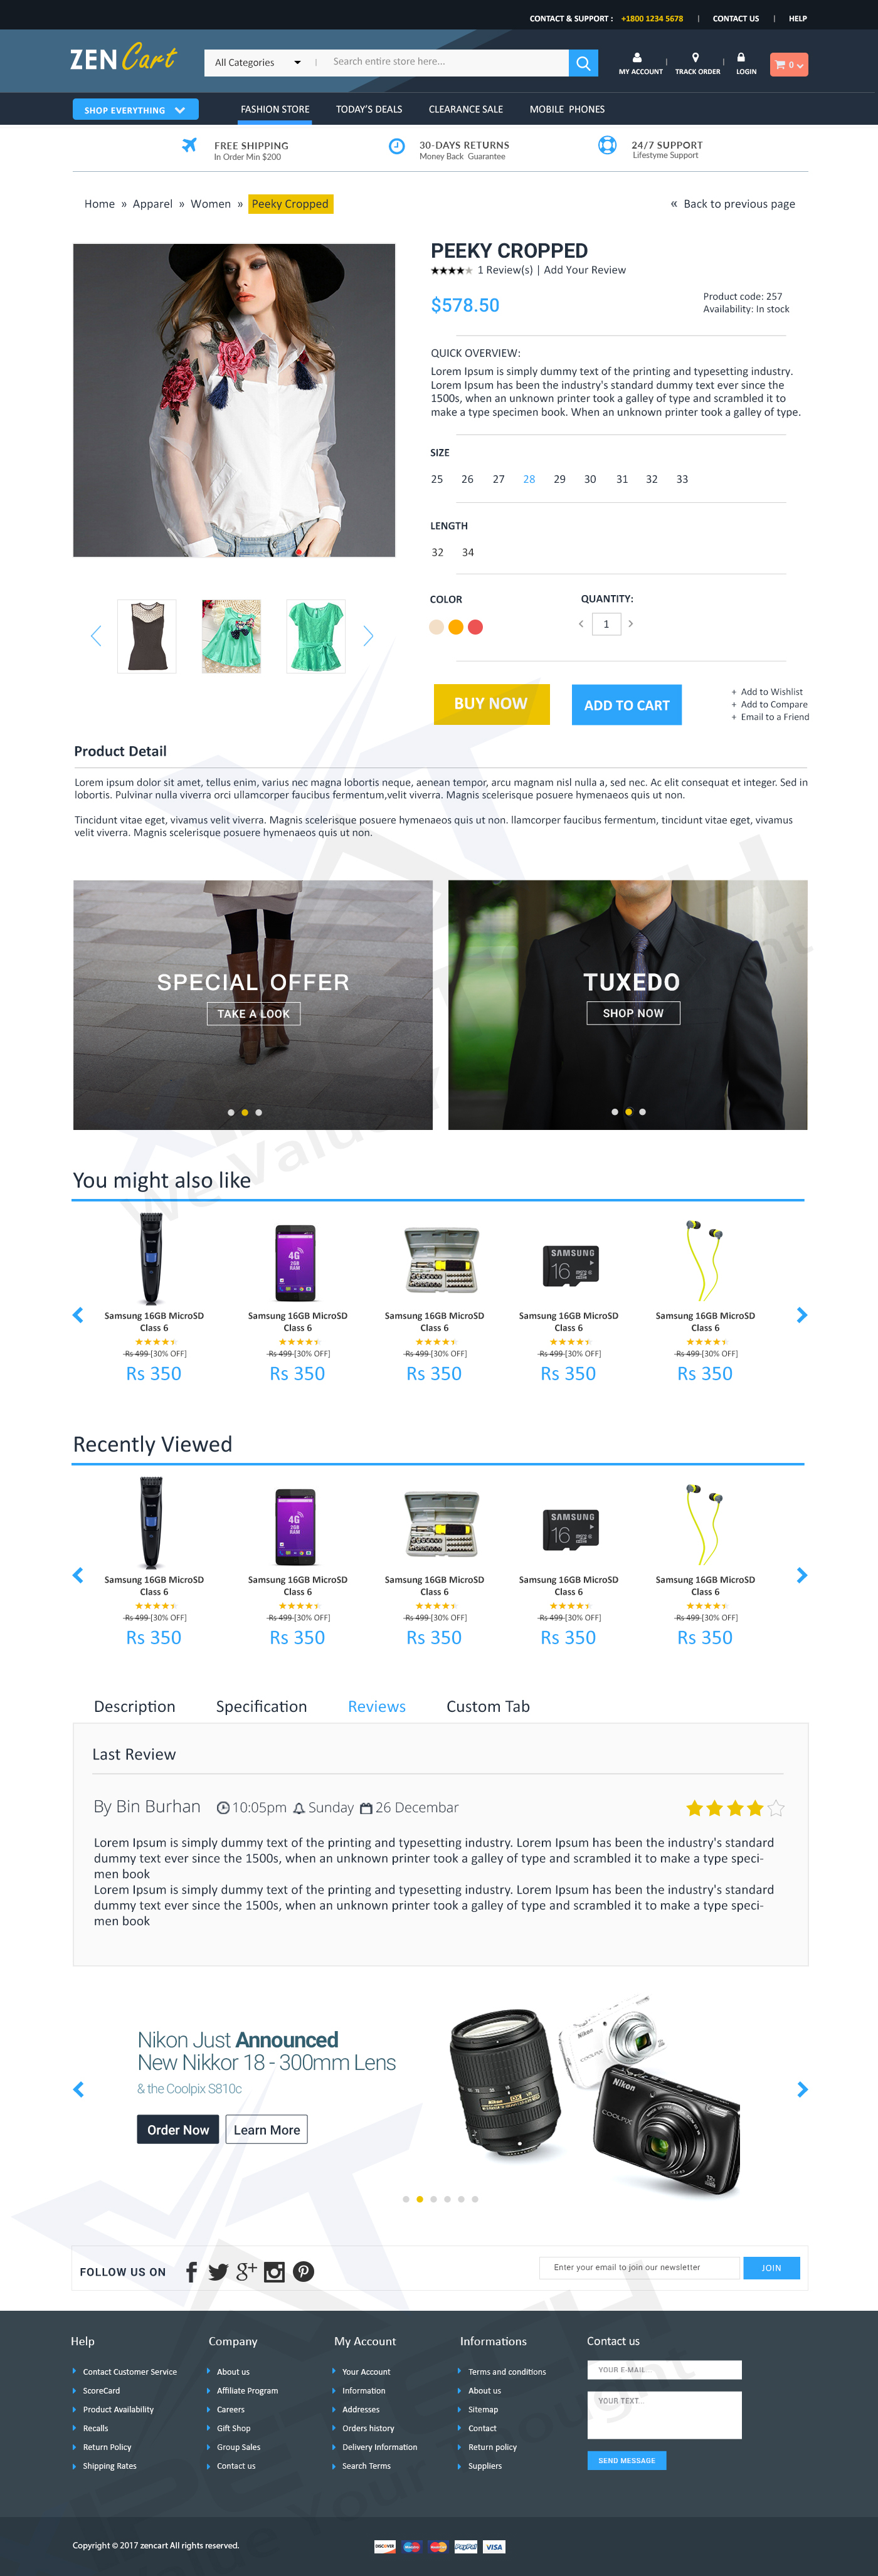 CONTACT & SUPPORT : +1800 1234 5678 | CONTACT US | HELP
ZEN Cart
All Categories | Search entire store here...
MY ACCOUNT | TRACK ORDER | LOGIN
0
SHOP EVERYTHING
FASHION STORE TODAY'S DEALS CLEARANCE SALE MOBILE PHONES
FREE SHIPPING
In Order Min $200
30-DAYS RETURNS
Money Back Guarantee
24/7 SUPPORT
Lifestyme Support
Home » Apparel » Women » Peeky Cropped
« Back to previous page
PEEKY CROPPED
1 Review(s) | Add Your Review
$578.50
Product code: 257
Availability: In stock
QUICK OVERVIEW:
Lorem Ipsum is simply dummy text of the printing and typesetting industry.
Lorem Ipsum has been the industry's standard dummy text ever since the
1500s, when an unknown printer took a galley of type and scrambled it to
make a type specimen book. When an unknown printer took a galley of type.
SIZE
25 26 27 28 29 30 31 32 33
LENGTH
32 34
COLOR
QUANTITY:
1
BUY NOW
ADD TO CART
+ Add to Wishlist
+ Add to Compare
+ Email to a Friend
Product Detail
Lorem ipsum dolor sit amet, tellus enim, varius nec magna lobortis neque, aenean tempor, arcu magnam nisl nulla a, sed nec. Ac elit consequat et integer. Sed in
lobortis. Pulvinar nulla viverra orci ullamcorper faucibus fermentum,velit viverra. Magnis scelerisque posuere hymenaeos quis ut non.
Tincidunt vitae eget, vivamus velit viverra. Magnis scelerisque posuere hymenaeos quis ut non. llamcorper faucibus fermentum, tincidunt vitae eget, vivamus
velit viverra. Magnis scelerisque posuere hymenaeos quis ut non.
SPECIAL OFFER
TAKE A LOOK
TUXEDO
SHOP NOW
We Value
You might also like
4G
2GB
RAM
SAMSUNG
16
Samsung 16GB MicroSD Samsung 16GB MicroSD Samsung 16GB MicroSD Samsung 16GB MicroSD Samsung 16GB MicroSD
Class 6 Class 6 Class 6 Class 6 Class 6
Rs 499 [30% OFF] Rs 499 [30% OFF] Rs 499 [30% OFF] Rs 499 [30% OFF] Rs 499 [30% OFF]
Rs 350 Rs 350 Rs 350 Rs 350 Rs 350
Recently Viewed
4G
2GB
RAM
SAMSUNG
16
Samsung 16GB MicroSD Samsung 16GB MicroSD Samsung 16GB MicroSD Samsung 16GB MicroSD Samsung 16GB MicroSD
Class 6 Class 6 Class 6 Class 6 Class 6
Rs 499 [30% OFF] Rs 499 [30% OFF] Rs 499 [30% OFF] Rs 499 [30% OFF] Rs 499 [30% OFF]
Rs 350 Rs 350 Rs 350 Rs 350 Rs 350
Description Specification Reviews Custom Tab
Last Review
By Bin Burhan 10:05pm Sunday 26 Decembar
Lorem Ipsum is simply dummy text of the printing and typesetting industry. Lorem Ipsum has been the industry's standard
dummy text ever since the 1500s, when an unknown printer took a galley of type and scrambled it to make a type speci-
men book
Lorem Ipsum is simply dummy text of the printing and typesetting industry. Lorem Ipsum has been the industry's standard
dummy text ever since the 1500s, when an unknown printer took a galley of type and scrambled it to make a type speci-
men book
Nikon Just Announced
New Nikkor 18 - 300mm Lens
& the Coolpix S810c
Order Now Learn More
Nikon
Nikon
COOLPIX
FOLLOW US ON
Enter your email to join our newsletter
JOIN
Help
Contact Customer Service
ScoreCard
Product Availability
Recalls
Return Policy
Shipping Rates
Company
About us
Affiliate Program
Careers
Gift Shop
Group Sales
Contact us
My Account
Your Account
Information
Addresses
Orders history
Delivery Information
Search Terms
Informations
Terms and conditions
About us
Sitemap
Contact
Return policy
Suppliers
Contact us
YOUR E-MAIL
YOUR TEXT...
SEND MESSAGE
Copyright © 2017 zencart All rights reserved.
DISCOVER
PayPal
VISA